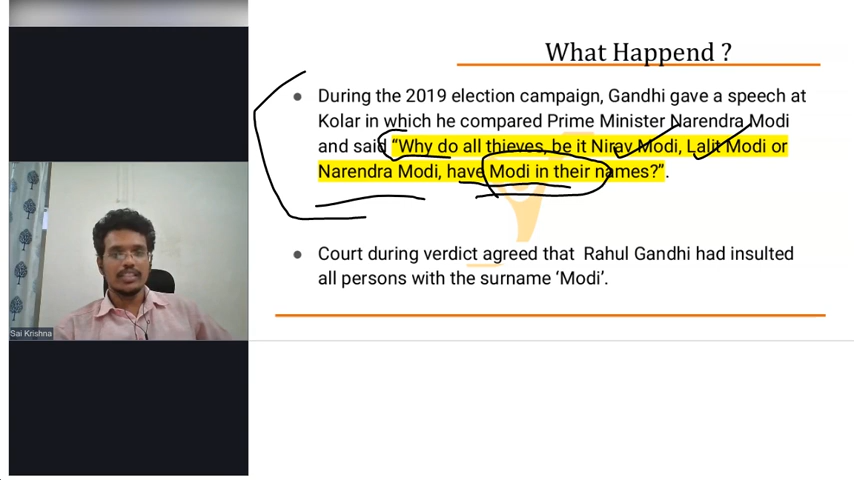 What Happend ?
● During the 2019 election campaign, Gandhi gave a speech at
Kolar in which he compared Prime Minister Narendra Modi
and said “Why do all thieves, be it Nirav Modi, Lalit Modi or
Narendra Modi, have Modi in their names?”.
● Court during verdict agreed that Rahul Gandhi had insulted
all persons with the surname ‘Modi’.
Sai Krishna